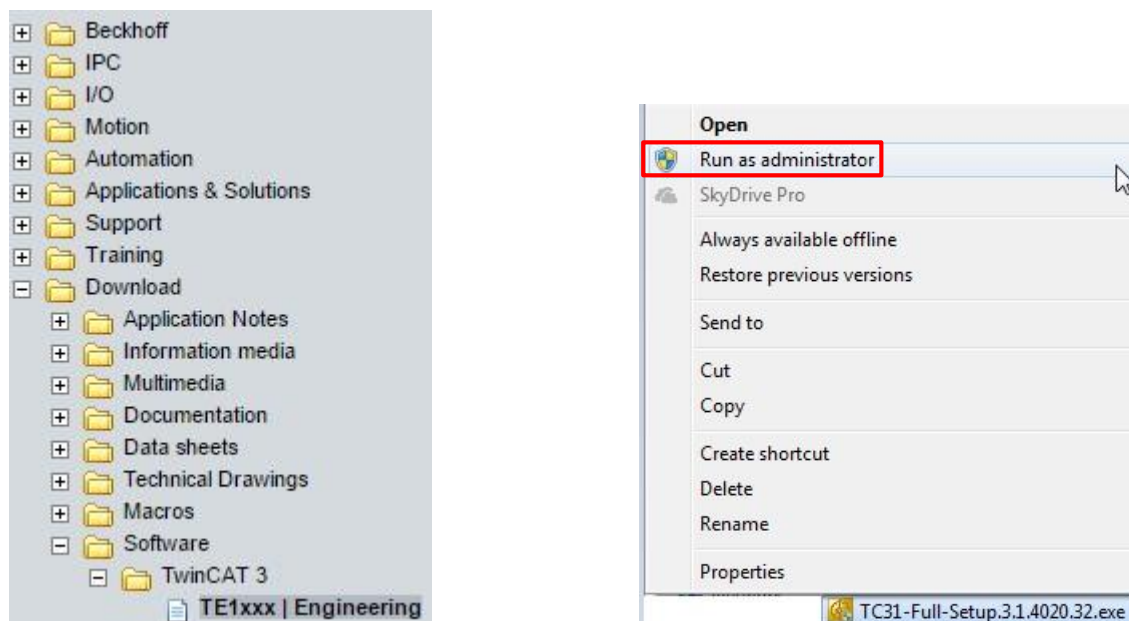 Beckhoff
IPC
I/O
Motion
Automation
Applications & Solutions
Support
Training
Download
Application Notes
Information media
Multimedia
Documentation
Data sheets
Technical Drawings
Macros
Software
TwinCAT 3
TE1xxx | Engineering
Open
Run as administrator
SkyDrive Pro
Always available offline
Restore previous versions
Send to
Cut
Copy
Create shortcut
Delete
Rename
Properties
TC31-Full-Setup.3.1.4020.32.exe